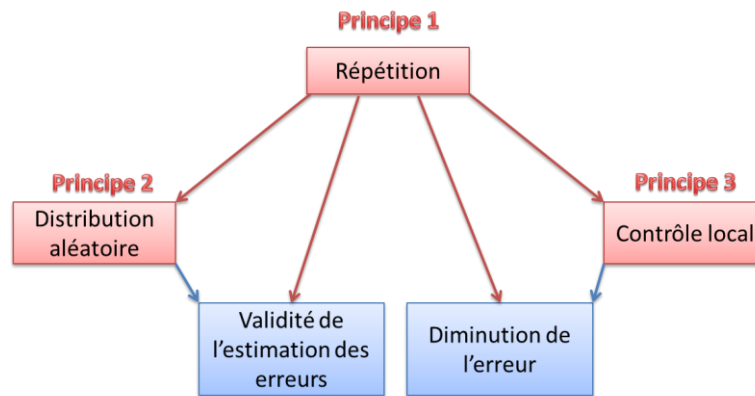 Principe 1
Répétition
Principe 2
Principe 3
Distribution
aléatoire
Contrôle local
Validité de
l'estimation des
erreurs
Diminution de
l'erreur